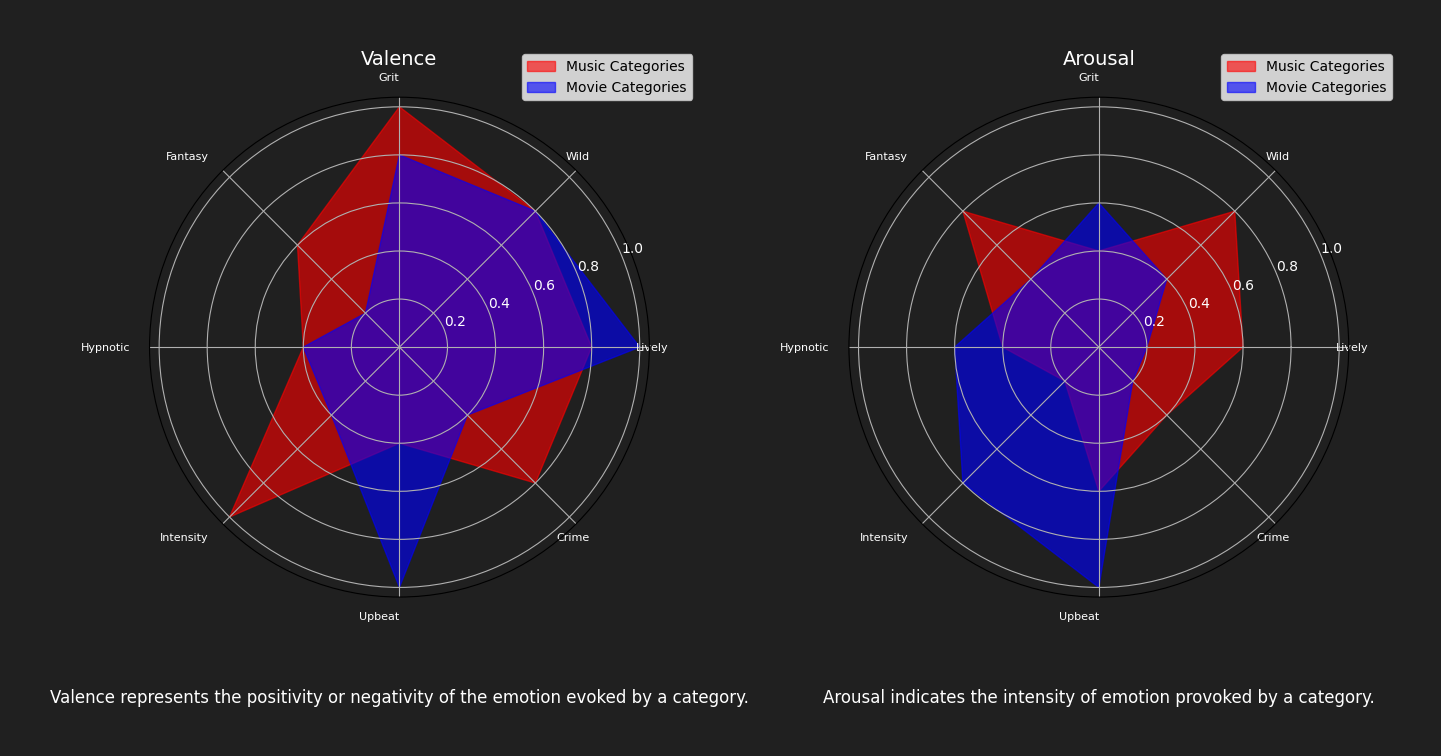 Valence
Music Categories
Movie Categories
Grit
Fantasy
Wild
1.0
0.8
0.6
0.4
0.2
Hypnotic
Lively
Intensity
Crime
Upbeat
Arousal
Music Categories
Movie Categories
Grit
Fantasy
Wild
1.0
0.8
0.6
0.4
0.2
Hypnotic
Lively
Intensity
Crime
Upbeat
Valence represents the positivity or negativity of the emotion evoked by a category.
Arousal indicates the intensity of emotion provoked by a category.